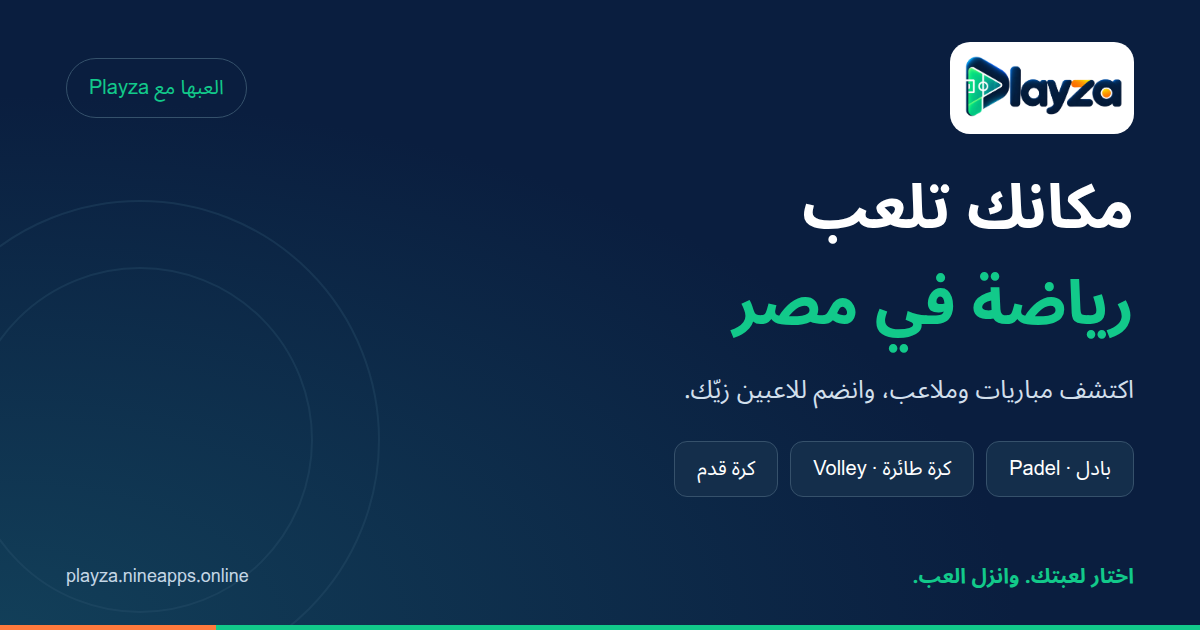 Playza
العبها مع Playza
مكانك تلعب
رياضة في مصر
اكتشف مباريات وملاعب، وانضم للاعبين زيّك.
بادل · Padel
كرة طائرة · Volley
كرة قدم
اختار لعبتك. وانزل العب.
playza.nineapps.online